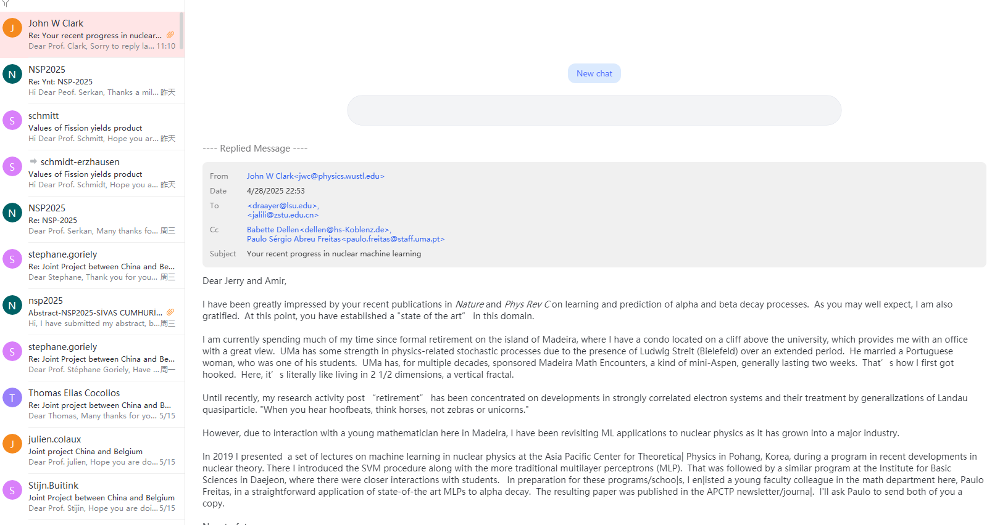 J
John W Clark
Re: Your recent progress in nuclear...
Dear Prof. Clark, Sorry to reply la... 11:10
N
NSP2025
Re: Ynt: NSP-2025
Hi Dear Peof. Serkan, Thanks a mil... 昨天
S
schmitt
Values of Fission yields product
Hi Dear Prof. Schmitt, Hope you ar... 昨天
S
schmidt-erzhausen
Values of Fission yields product
Hi Dear Prof. Schmidt, Hope you a... 昨天
N
NSP2025
Re: NSP-2025
Dear Prof. Serkan, Many thanks fo... 周三
S
stephane.goriely
Re: Joint Project between China and Be...
Dear Stephane, Thank you for you... 周三
N
nsp2025
Abstract-NSP2025-SİVAS CUMHURİ...
Hi, I have submitted my abstract, b... 周三
S
stephane.goriely
Re: Joint Project between China and Be...
Dear Prof. Stéphane Goriely, Have ... 周一
T
Thomas Elias Cocolios
Re: Joint project between China and B...
Dear Thomas, Many thanks for yo... 5/15
J
julien.colaux
Joint project China and Belgium
Dear Prof. julien, Hope you are do... 5/15
S
Stijn.Buitink
Joint Project between China and Belgium
Dear Prof. Stijin, Hope you are doi... 5/15
New chat
---- Replied Message ----
From John W Clark<jwc@physics.wustl.edu>
Date 4/28/2025 22:53
To <draayer@lsu.edu>,
<jalili@zstu.edu.cn>
Cc Babette Dellen<dellen@hs-Koblenz.de>,
Paulo Sérgio Abreu Freitas<paulo.freitas@staff.uma.pt>
Subject Your recent progress in nuclear machine learning
Dear Jerry and Amir,
I have been greatly impressed by your recent publications in Nature and Phys Rev C on learning and prediction of alpha and beta decay processes.  As you may well expect, I am also
gratified.  At this point, you have established a "state of the art”  in this domain.
I am currently spending much of my time since formal retirement on the island of Madeira, where I have a condo located on a cliff above the university, which provides me with an office
with a great view.  UMa has some strength in physics-related stochastic processes due to the presence of Ludwig Streit (Bielefeld) over an extended period.  He married a Portuguese
woman, who was one of his students.  UMa has, for multiple decades, sponsored Madeira Math Encounters, a kind of mini-Aspen, generally lasting two weeks.  That’s how I first got
hooked.  Here, it’s literally like living in 2 1/2 dimensions, a vertical fractal.
Until recently, my research activity post “retirement” has been concentrated on developments in strongly correlated electron systems and their treatment by generalizations of Landau
quasiparticle. "When you hear hoofbeats, think horses, not zebras or unicorns."
However, due to interaction with a young mathematician here in Madeira, I have been revisiting ML applications to nuclear physics as it has grown into a major industry.
In 2019 I presented  a set of lectures on machine learning in nuclear physics at the Asia Pacific Center for Theoretica| Physics in Pohang, Korea, during a program in recent developments in
nuclear theory. There I introduced the SVM procedure along with the more traditional multilayer perceptrons (MLP).  That was followed by a similar program at the Institute for Basic
Sciences in Daejeon, where there were closer interactions with students.   In preparation for these programs/schoo|s, I en|isted a young faculty colleague in the math department here, Paulo
Freitas, in a straightforward application of state-of-the art MLPs to alpha decay.  The resulting paper was published in the APCTP newsletter/journa|.  I'll ask Paulo to send both of you a
copy.